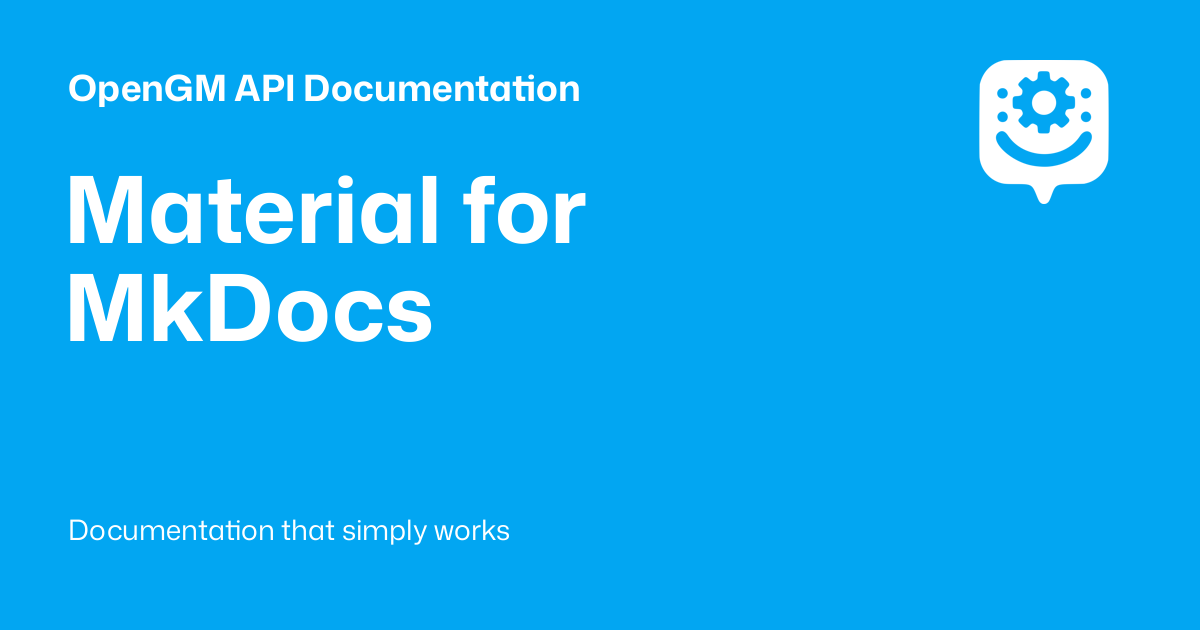 OpenGM API Documentation
Material for
MkDocs
Documentation that simply works